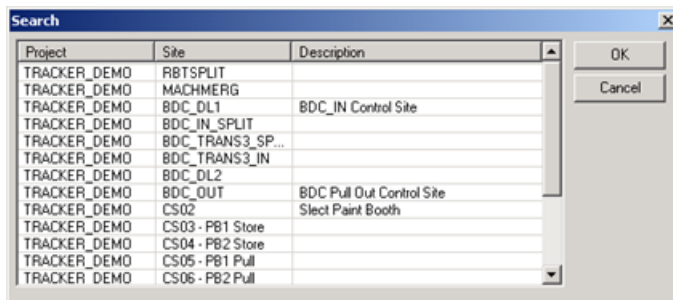 Search
Project Site Description
OK
TRACKER_DEMO RBTSPLIT
TRACKER_DEMO MACHMERG
Cancel
TRACKER_DEMO BDC_DL1 BDC_IN Control Site
TRACKER_DEMO BDC_IN_SPLIT
TRACKER_DEMO BDC_TRANS3_SP...
TRACKER_DEMO BDC_TRANS3_IN
TRACKER_DEMO BDC_DL2
TRACKER_DEMO BDC_OUT BDC Pull Out Control Site
TRACKER_DEMO CS02 Slect Paint Booth
TRACKER_DEMO CS03 - PB1 Store
TRACKER_DEMO CS04 - PB2 Store
TRACKER_DEMO CS05 - PB1 Pull
TRACKER_DEMO CS06 - PB2 Pull